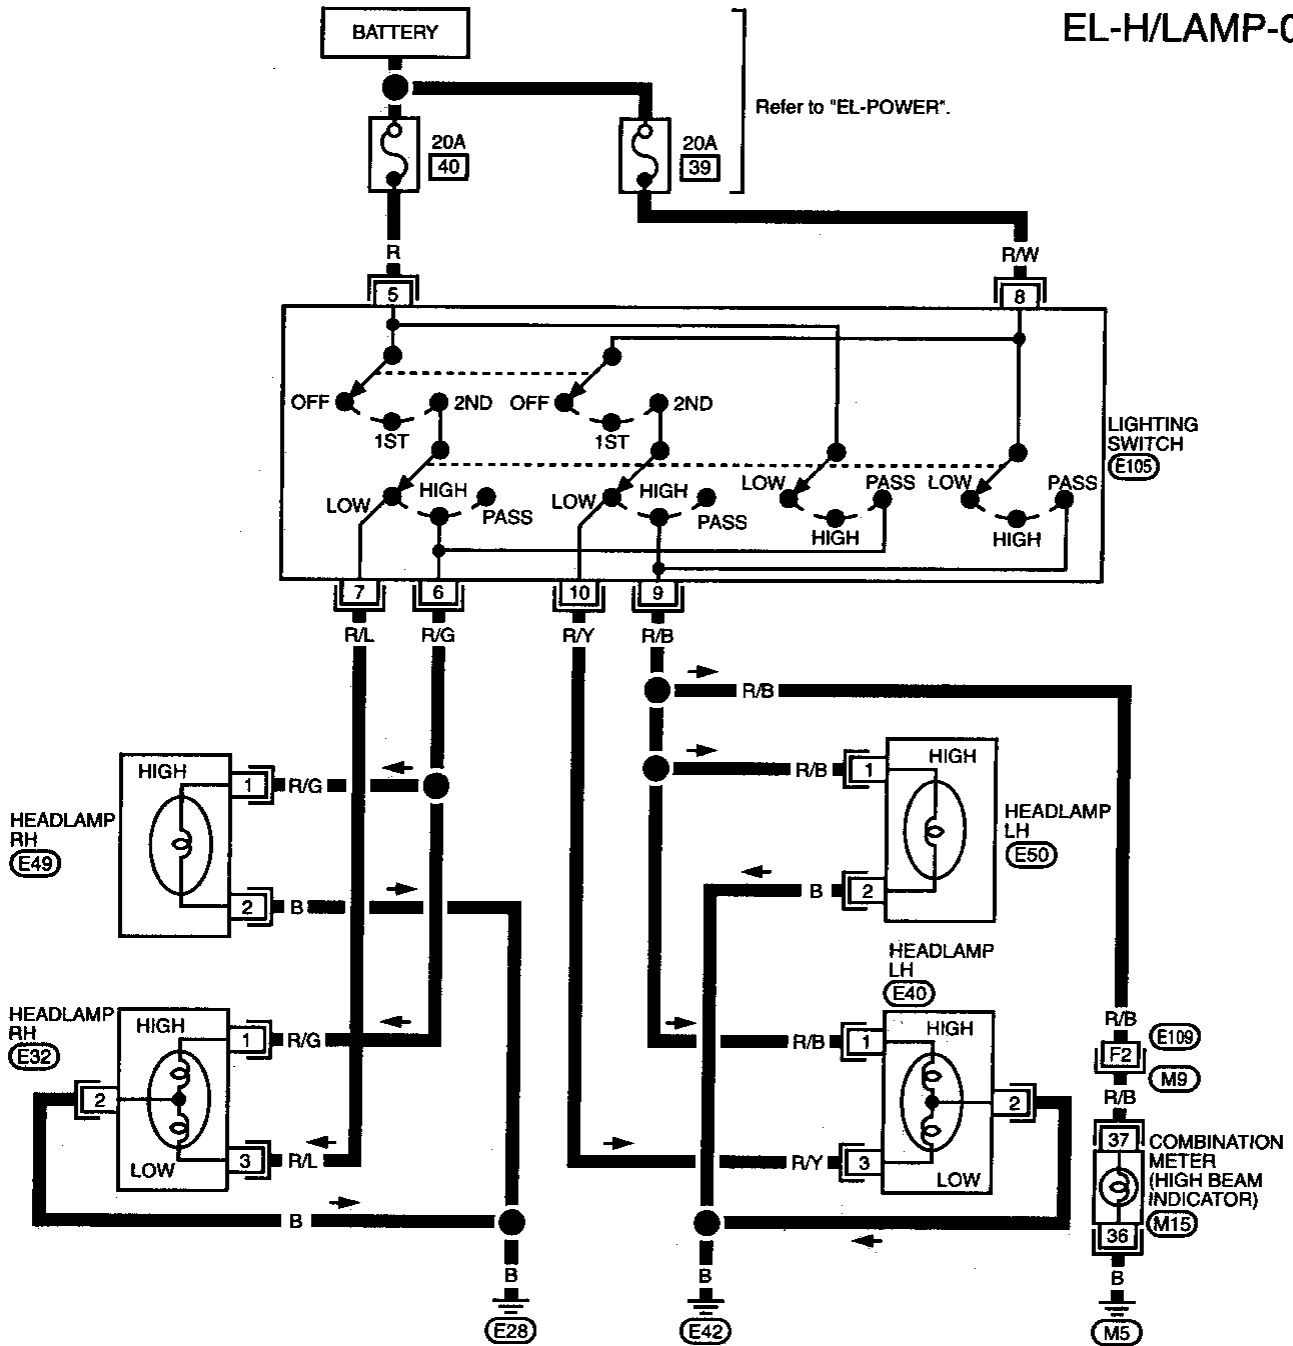 EL-H/LAMP-0
BATTERY
Refer to "EL-POWER".
20A
40
20A
39
R
R/W
5
8
OFF
2ND
1ST
OFF
2ND
1ST
LIGHTING
SWITCH
E105
LOW
HIGH
PASS
LOW
HIGH
PASS
LOW
PASS
HIGH
LOW
PASS
HIGH
7
6
10
9
R/L
R/G
R/Y
R/B
R/B
HEADLAMP
RH
E49
HIGH
1
R/G
2
B
R/B
1
HIGH
B
2
HEADLAMP
LH
E50
HEADLAMP
LH
E40
HEADLAMP
RH
E32
HIGH
1
R/G
2
LOW
3
R/L
B
R/B
1
HIGH
2
R/Y
3
LOW
R/B
E109
F2
M9
R/B
37
COMBINATION
METER
(HIGH BEAM
INDICATOR)
M15
36
B
B
B
E28
E42
M5